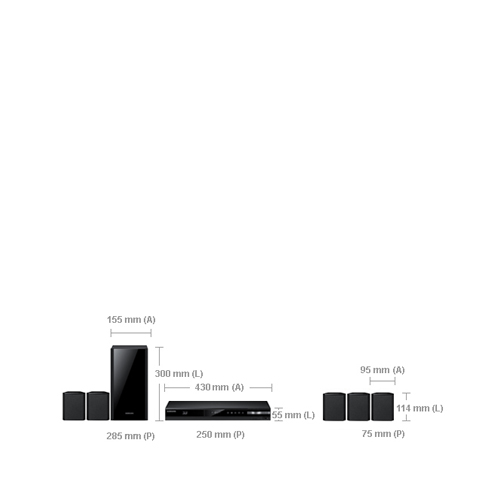 155 mm (A)
300 mm (L)
285 mm (P)
430 mm (A)
55 mm (L)
250 mm (P)
95 mm (A)
114 mm (L)
75 mm (P)